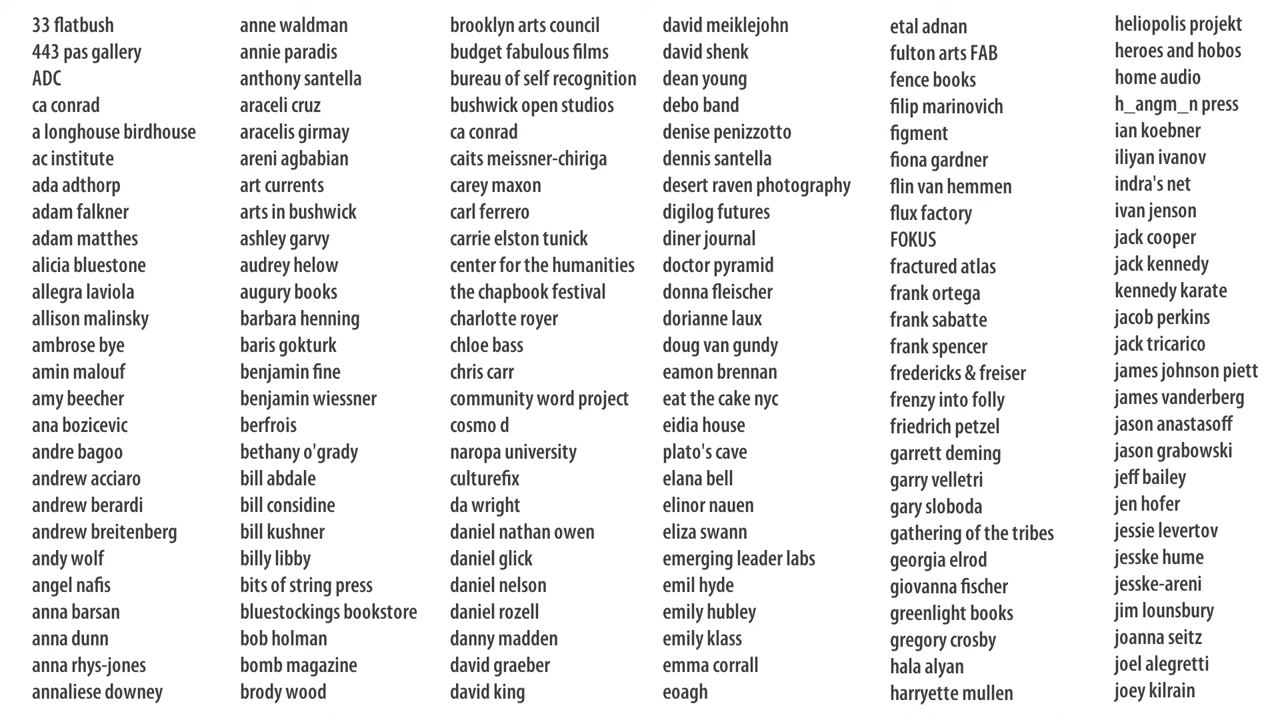 33 flatbush
443 pas gallery
ADC
ca conrad
a longhouse birdhouse
ac institute
ada adthorp
adam falkner
adam matthes
alicia bluestone
allegra laviola
allison malinsky
ambrose bye
amin malouf
amy beecher
ana bozicevic
andre bagoo
andrew acciaro
andrew berardi
andrew breitenberg
andy wolf
angel nafis
anna barsan
anna dunn
anna rhys-jones
annaliese downey
anne waldman
annie paradis
anthony santella
araceli cruz
aracelis girmay
areni agbabian
art currents
arts in bushwick
ashley garvy
audrey helow
augury books
barbara henning
baris gokturk
benjamin fine
benjamin wiessner
berfrois
bethany o'grady
bill abdale
bill considine
bill kushner
billy libby
bits of string press
bluestockings bookstore
bob holman
bomb magazine
brody wood
brooklyn arts council
budget fabulous films
bureau of self recognition
bushwick open studios
ca conrad
caits meissner-chiriga
carey maxon
carl ferrero
carrie elston tunick
center for the humanities
the chapbook festival
charlotte royer
chloe bass
chris carr
community word project
cosmo d
naropa university
culturefix
da wright
daniel nathan owen
daniel glick
daniel nelson
daniel rozell
danny madden
david graeber
david king
david meiklejohn
david shenk
dean young
debo band
denise penizzotto
dennis santella
desert raven photography
digilog futures
diner journal
doctor pyramid
donna fleischer
dorianne laux
doug van gundy
eamon brennan
eat the cake nyc
eidia house
plato's cave
elana bell
elinor nauen
eliza swann
emerging leader labs
emil hyde
emily hubley
emily klass
emma corrall
eoagh
etal adnan
fulton arts FAB
fence books
filip marinovich
figment
fiona gardner
flin van hemmen
flux factory
FOKUS
fractured atlas
frank ortega
frank sabatte
frank spencer
fredericks & freiser
frenzy into folly
friedrich petzel
garrett deming
garry velletri
gary sloboda
gathering of the tribes
georgia elrod
giovanna fischer
greenlight books
gregory crosby
hala alyan
harryette mullen
heliopolis projekt
heroes and hobos
home audio
h_angm_n press
ian koebner
iliyan ivanov
indra's net
ivan jenson
jack cooper
jack kennedy
kennedy karate
jacob perkins
jack tricarico
james johnson piett
james vanderberg
jason anastasoff
jason grabowski
jeff bailey
jen hofer
jessie levertov
jesske hume
jesske-areni
jim lounsbury
joanna seitz
joel alegretti
joey kilrain